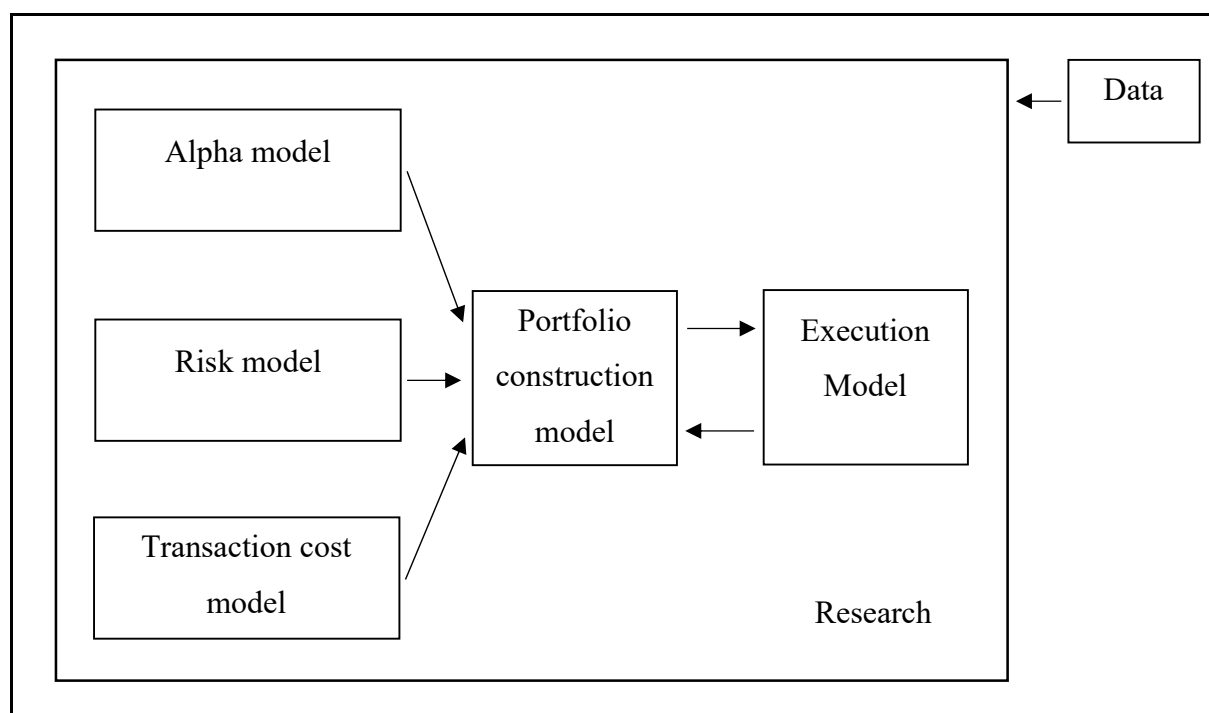 Data
Alpha model
Risk model
Transaction cost
model
Portfolio
construction
model
Execution
Model
Research